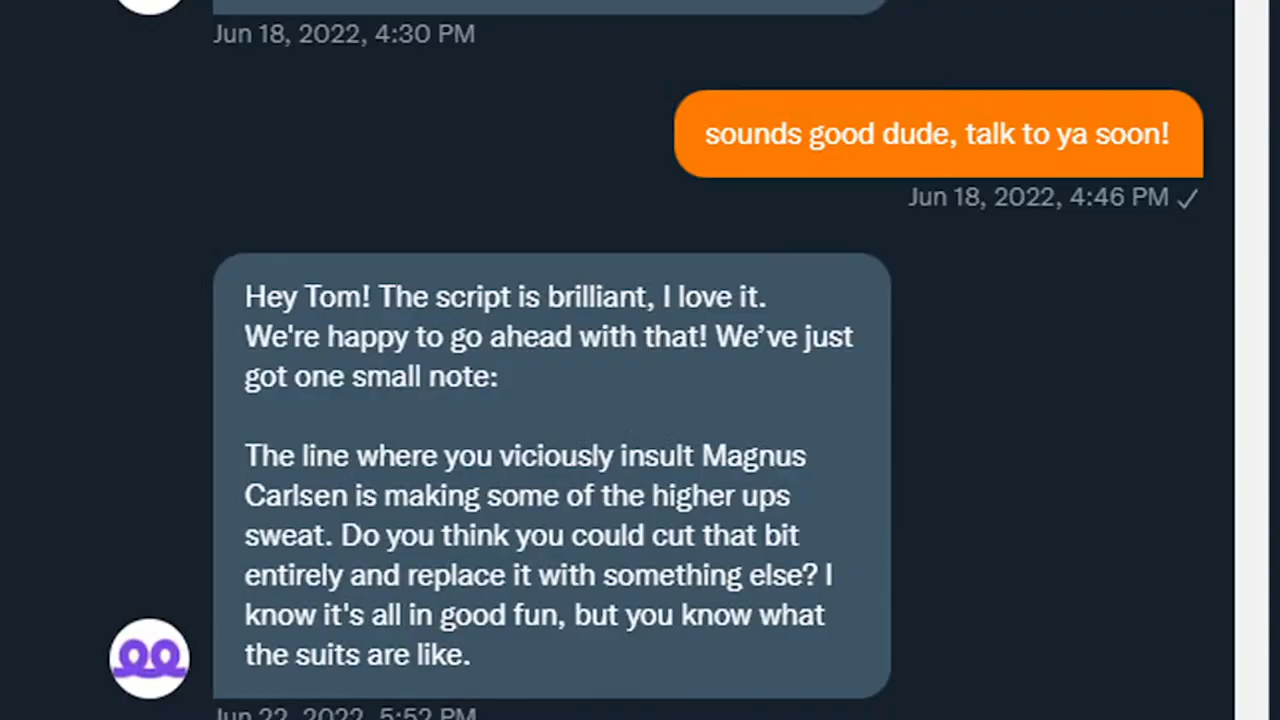 Jun 18, 2022, 4:30 PM
sounds good dude, talk to ya soon!
Jun 18, 2022, 4:46 PM ✓
Hey Tom! The script is brilliant, I love it.
We're happy to go ahead with that! We’ve just
got one small note:
The line where you viciously insult Magnus
Carlsen is making some of the higher ups
sweat. Do you think you could cut that bit
entirely and replace it with something else? I
know it's all in good fun, but you know what
the suits are like.
Jun 22, 2022, 5:52 PM